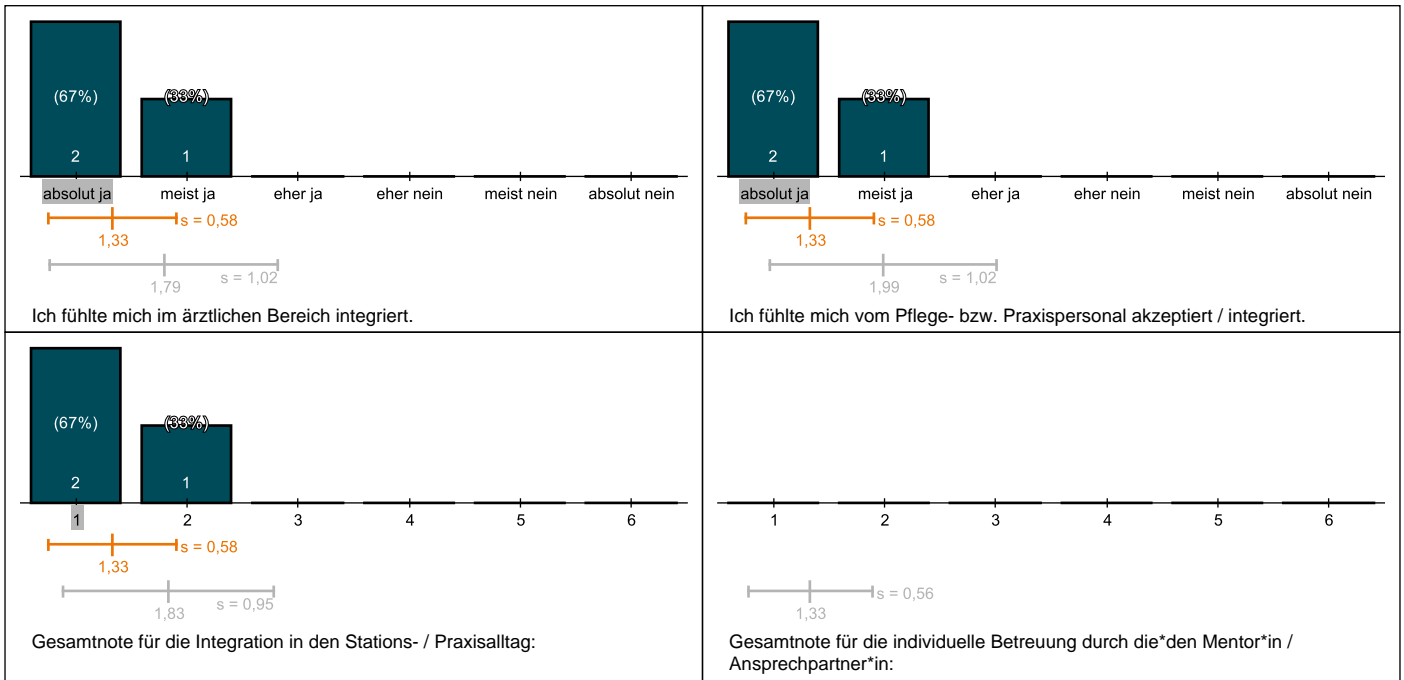 (67%)
(33%)
2
1
absolut ja
meist ja
eher ja
eher nein
meist nein
absolut nein
s = 0,58
1,33
s = 1,02
1,79
Ich fühlte mich im ärztlichen Bereich integriert.
(67%)
(33%)
2
1
absolut ja
meist ja
eher ja
eher nein
meist nein
absolut nein
s = 0,58
1,33
s = 1,02
1,99
Ich fühlte mich vom Pflege- bzw. Praxispersonal akzeptiert / integriert.
(67%)
(33%)
2
1
1
2
3
4
5
6
s = 0,58
1,33
s = 0,95
1,83
Gesamtnote für die Integration in den Stations- / Praxisalltag:
1
2
3
4
5
6
s = 0,56
1,33
Gesamtnote für die individuelle Betreuung durch die*den Mentor*in /
Ansprechpartner*in: